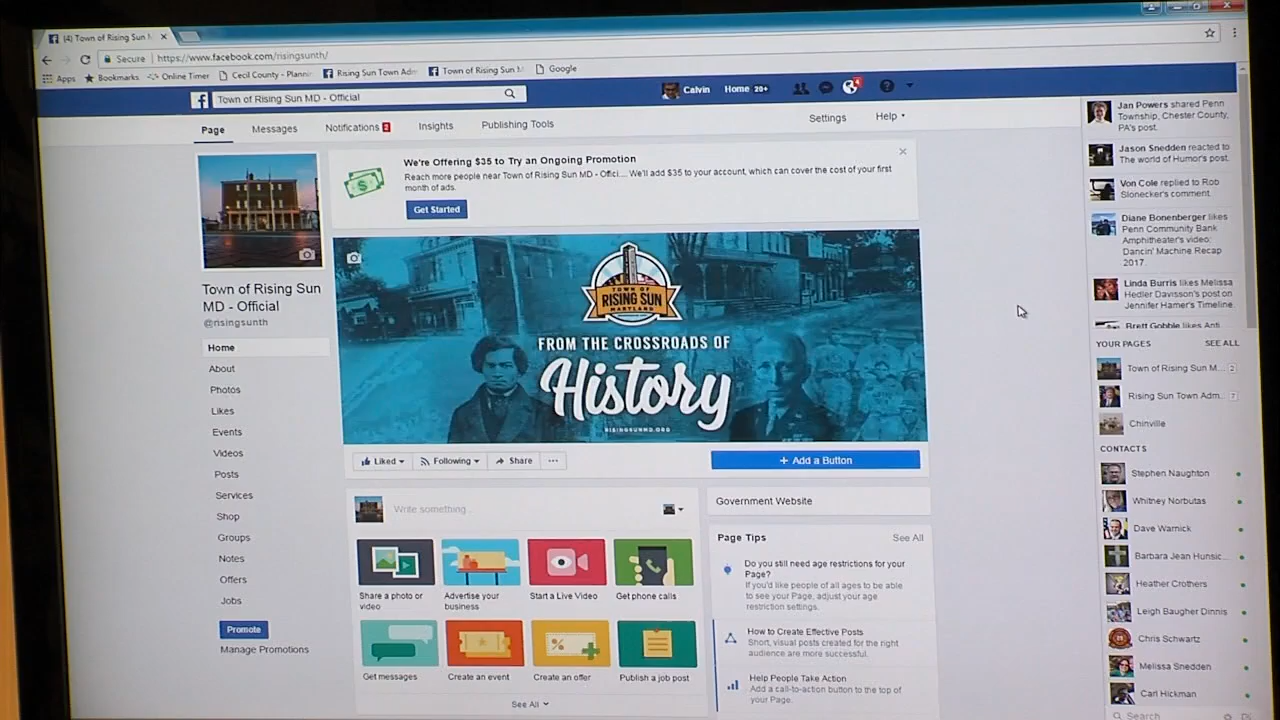 (4) Town of Rising Sun
Secure https://www.facebook.com/risingsunth/
Apps Bookmarks Online Timer Cecil County - Planni Rising Sun Town Adm Town of Rising Sun Google
Town of Rising Sun MD - Official
Calvin Home 20+ 4
Page Messages Notifications 2 Insights Publishing Tools Settings Help
We're Offering $35 to Try an Ongoing Promotion
Reach more people near Town of Rising Sun MD - Offici... We'll add $35 to your account, which can cover the cost of your first
month of ads.
Get Started
Town of Rising Sun
MD - Official
@risingsunth
Home
About
Photos
Likes
Events
Videos
Posts
Services
Shop
Groups
Notes
Offers
Jobs
Promote
Manage Promotions
TOWN OF
RISING SUN
MARYLAND
FROM THE CROSSROADS OF
History
RISINGSUNMD.ORG
Liked Following Share ...
+ Add a Button
Write something...
Share a photo or
video
Advertise your
business
Start a Live Video
Get phone calls
Get messages
Create an event
Create an offer
Publish a job post
See All
Government Website
Page Tips See All
Do you still need age restrictions for your
Page?
If you'd like people of all ages to be able
to see your Page, adjust your age
restriction settings.
How to Create Effective Posts
Short, visual posts created for the right
audience are more successful.
Help People Take Action
Add a call-to-action button to the top of
your Page.
Jan Powers shared Penn
Township, Chester County,
PA's post.
Jason Snedden reacted to
The world of Humor's post.
Von Cole replied to Rob
Slonecker's comment.
Diane Bonenberger likes
Penn Community Bank
Amphitheater's video:
Dancin' Machine Recap
2017.
Linda Burris likes Melissa
Hedler Davisson's post on
Jennifer Hamer's Timeline.
Brett Gobble likes Anti
YOUR PAGES SEE ALL
Town of Rising Sun M... 2
Rising Sun Town Adm... 7
Chinville
CONTACTS
Stephen Naughton
Whitney Norbutas
Dave Warnick
Barbara Jean Hunsic...
Heather Crothers
Leigh Baugher Dinnis
Chris Schwartz
Melissa Snedden
Carl Hickman
Search